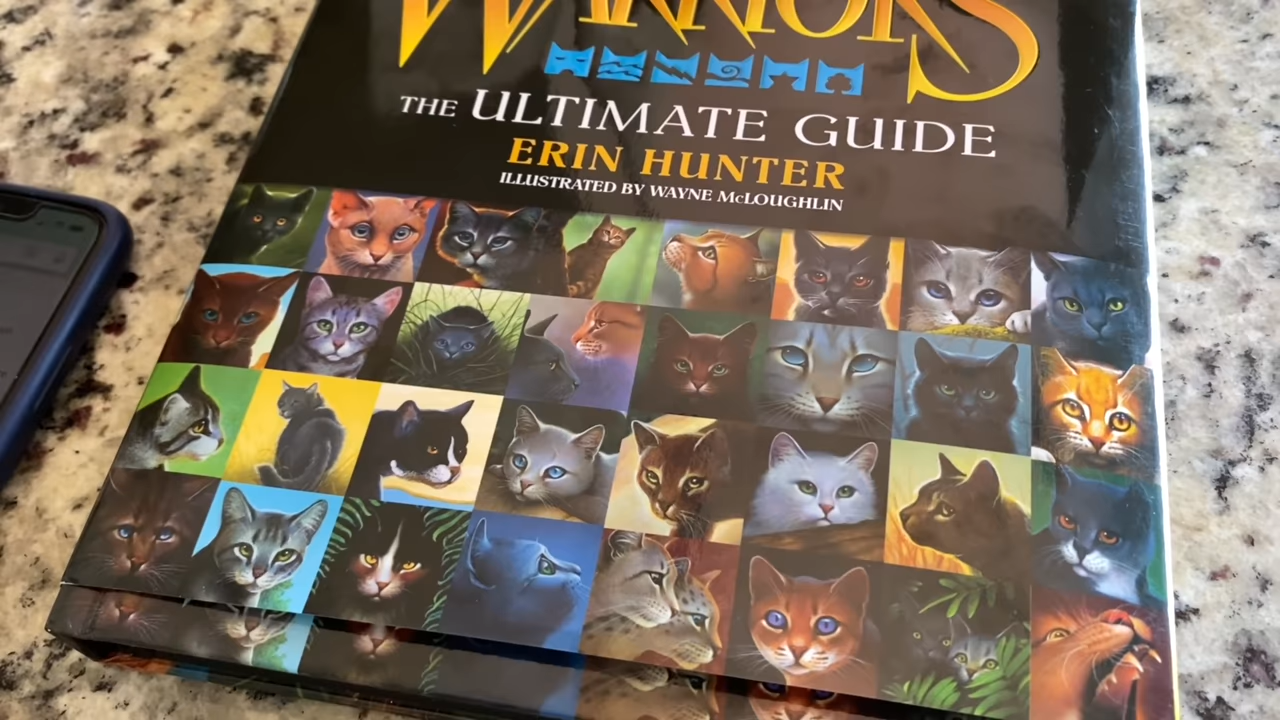 WARRIORS
THE ULTIMATE GUIDE
ERIN HUNTER
ILLUSTRATED BY WAYNE McLOUGHLIN